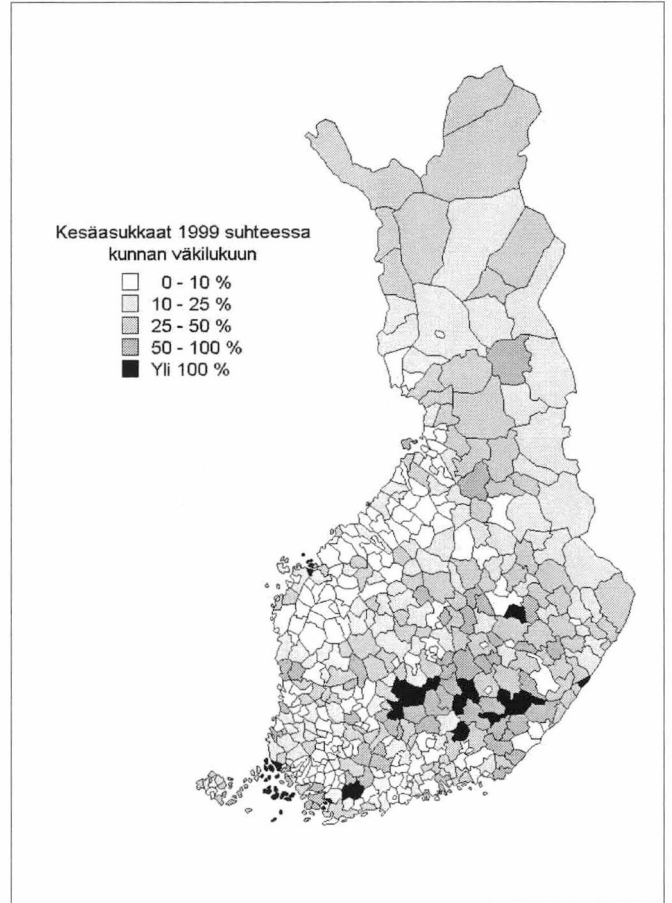 Kesäasukkaat 1999 suhteessa
kunnan väkilukuun
0 - 10 %
10 - 25 %
25 - 50 %
50 - 100 %
Yli 100 %